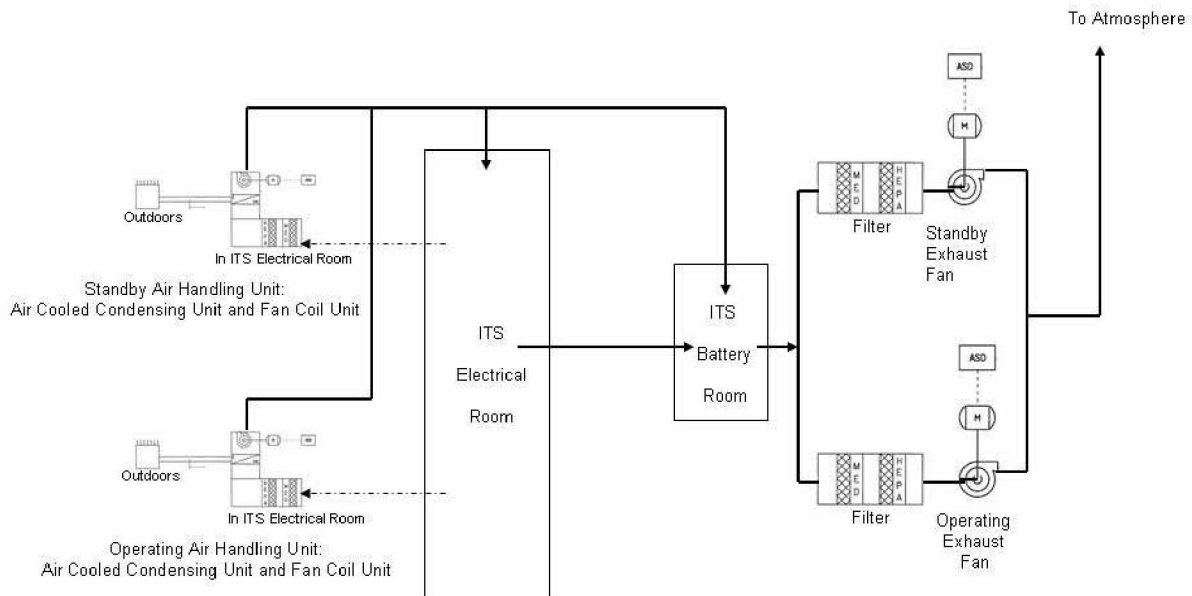 To Atmosphere
ASD
M
MED
HEPA
Filter
Standby
Exhaust
Fan
Outdoors
In ITS Electrical Room
Standby Air Handling Unit:
Air Cooled Condensing Unit and Fan Coil Unit
ITS
Electrical
Room
ITS
Battery
Room
ASD
M
MED
HEPA
Filter
Operating
Exhaust
Fan
Outdoors
In ITS Electrical Room
Operating Air Handling Unit:
Air Cooled Condensing Unit and Fan Coil Unit